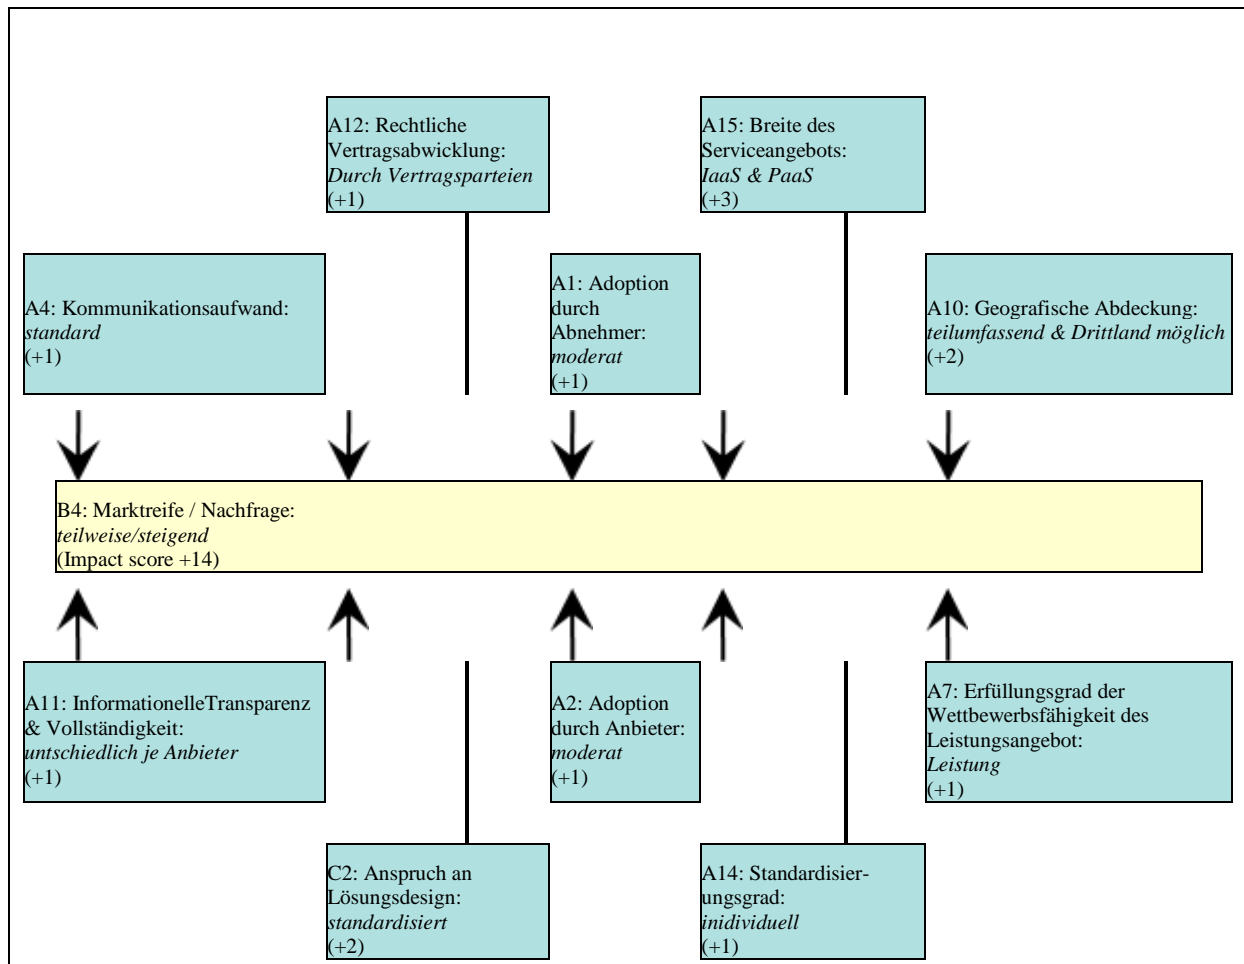 A12: Rechtliche
Vertragsabwicklung:
Durch Vertragsparteien
(+1)
A15: Breite des
Serviceangebots:
IaaS & PaaS
(+3)
A4: Kommunikationsaufwand:
standard
(+1)
A1: Adoption
durch
Abnehmer:
moderat
(+1)
A10: Geografische Abdeckung:
teilumfassend & Drittland möglich
(+2)
B4: Marktreife / Nachfrage:
teilweise/steigend
(Impact score +14)
A11: InformationelleTransparenz
& Vollständigkeit:
untschiedlich je Anbieter
(+1)
A2: Adoption
durch Anbieter:
moderat
(+1)
A7: Erfüllungsgrad der
Wettbewerbsfähigkeit des
Leistungsangebot:
Leistung
(+1)
C2: Anspruch an
Lösungsdesign:
standardisiert
(+2)
A14: Standardisier-
ungsgrad:
inidividuell
(+1)